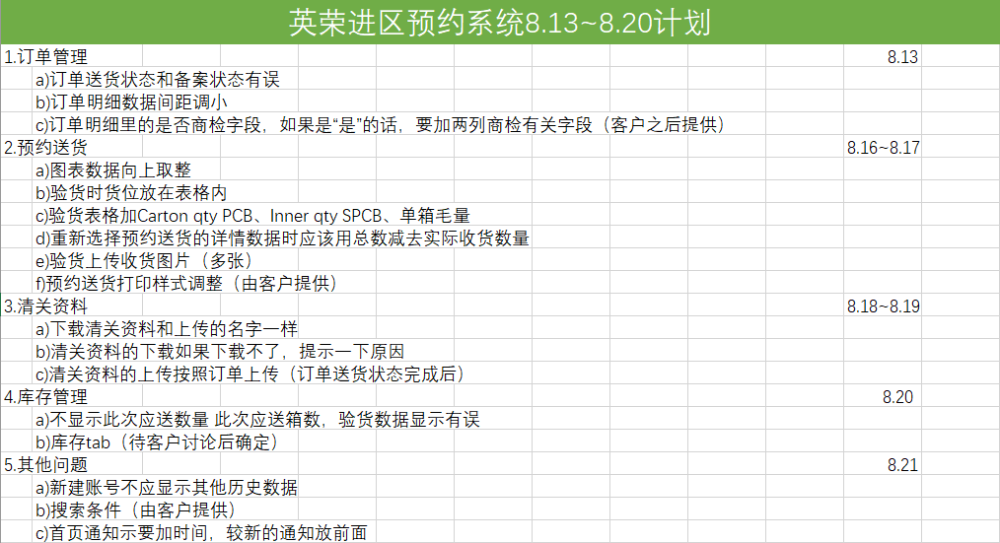 英荣进区预约系统8.13~8.20计划
1.订单管理 8.13
a)订单送货状态和备案状态有误
b)订单明细数据间距调小
c)订单明细里的是否商检字段，如果是“是”的话，要加两列商检有关字段（客户之后提供）
2.预约送货 8.16~8.17
a)图表数据向上取整
b)验货时货位放在表格内
c)验货表格加Carton qty PCB、Inner qty SPCB、单箱毛量
d)重新选择预约送货的详情数据时应该用总数减去实际收货数量
e)验货上传收货图片（多张）
f)预约送货打印样式调整（由客户提供）
3.清关资料 8.18~8.19
a)下载清关资料和上传的名字一样
b)清关资料的下载如果下载不了，提示一下原因
c)清关资料的上传按照订单上传（订单送货状态完成后）
4.库存管理 8.20
a)不显示此次应送数量 此次应送箱数，验货数据显示有误
b)库存tab（待客户讨论后确定）
5.其他问题 8.21
a)新建账号不应显示其他历史数据
b)搜索条件（由客户提供）
c)首页通知示要加时间，较新的通知放前面